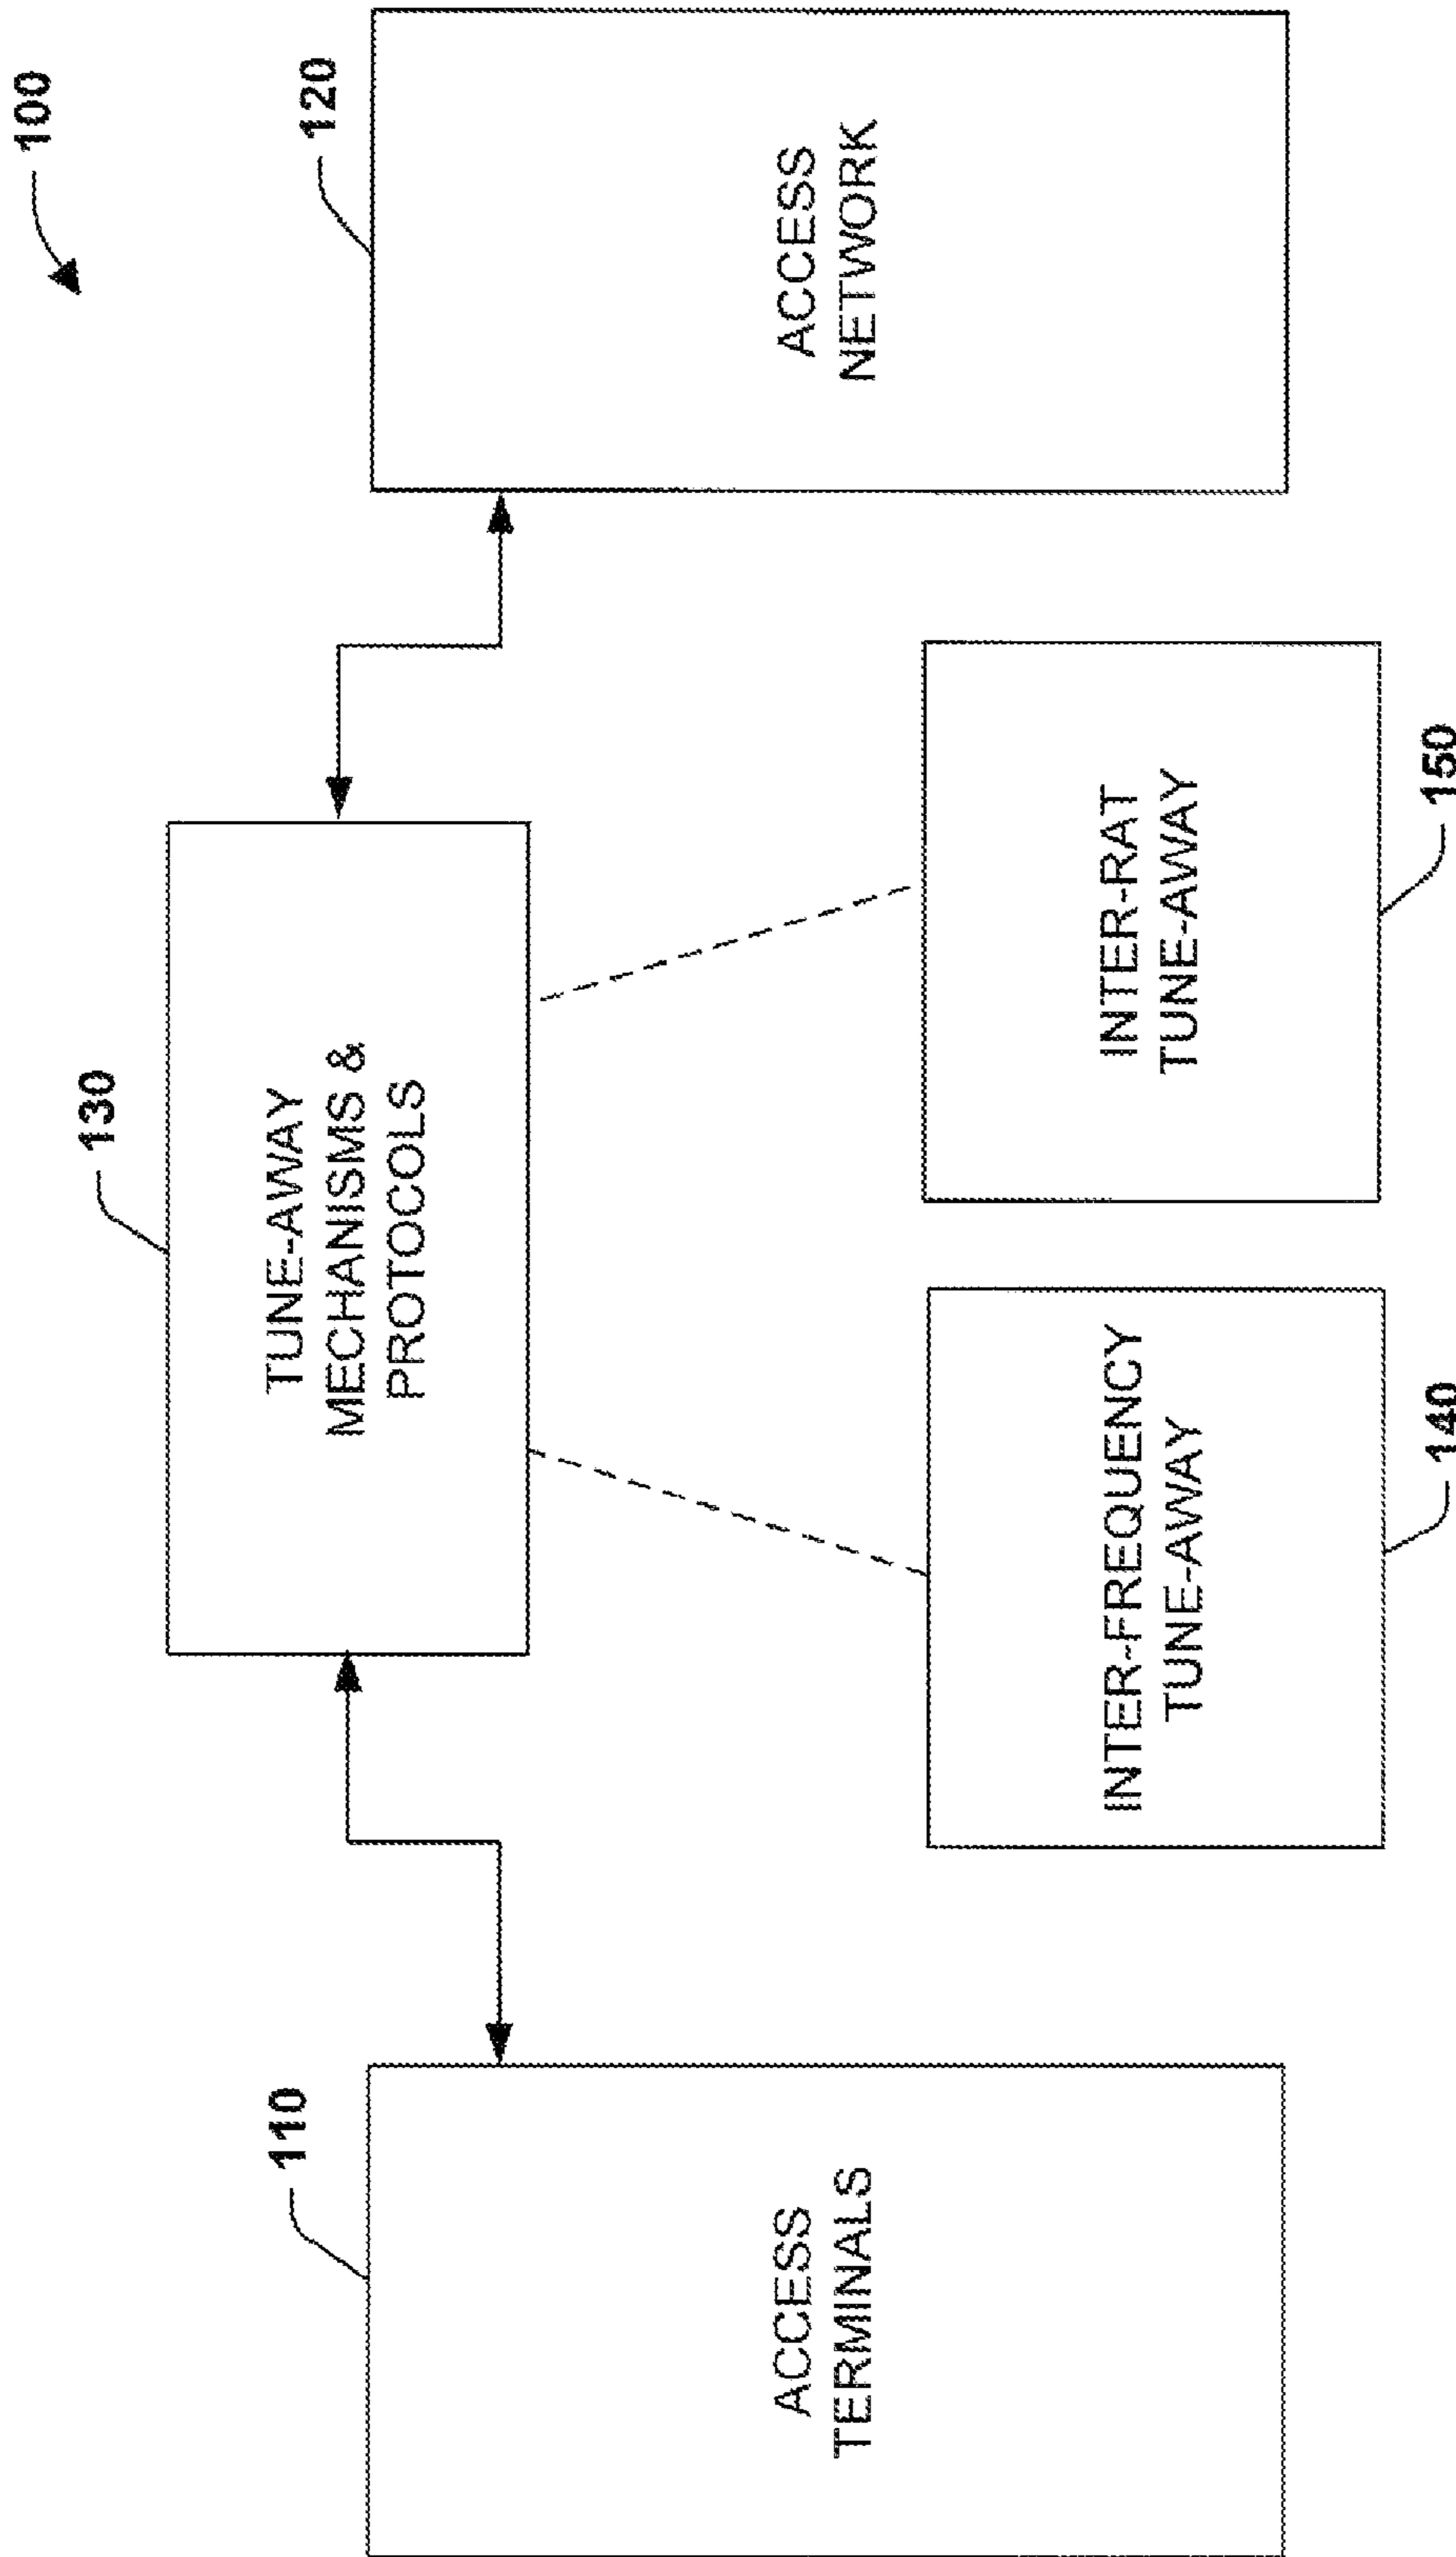 100
110
ACCESS
TERMINALS
130
TUNE-AWAY
MECHANISMS &
PROTOCOLS
120
ACCESS
NETWORK
INTER-FREQUENCY
TUNE-AWAY
140
INTER-RAT
TUNE-AWAY
150